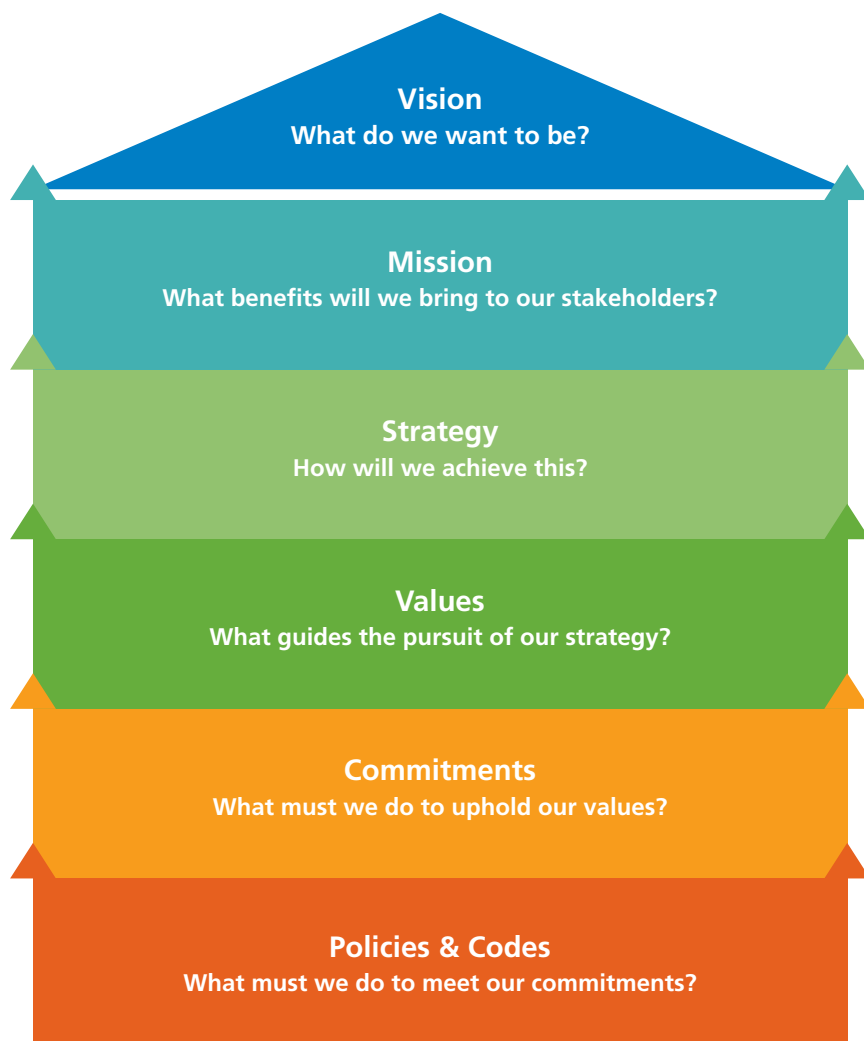 Vision
What do we want to be?
Mission
What benefits will we bring to our stakeholders?
Strategy
How will we achieve this?
Values
What guides the pursuit of our strategy?
Commitments
What must we do to uphold our values?
Policies & Codes
What must we do to meet our commitments?